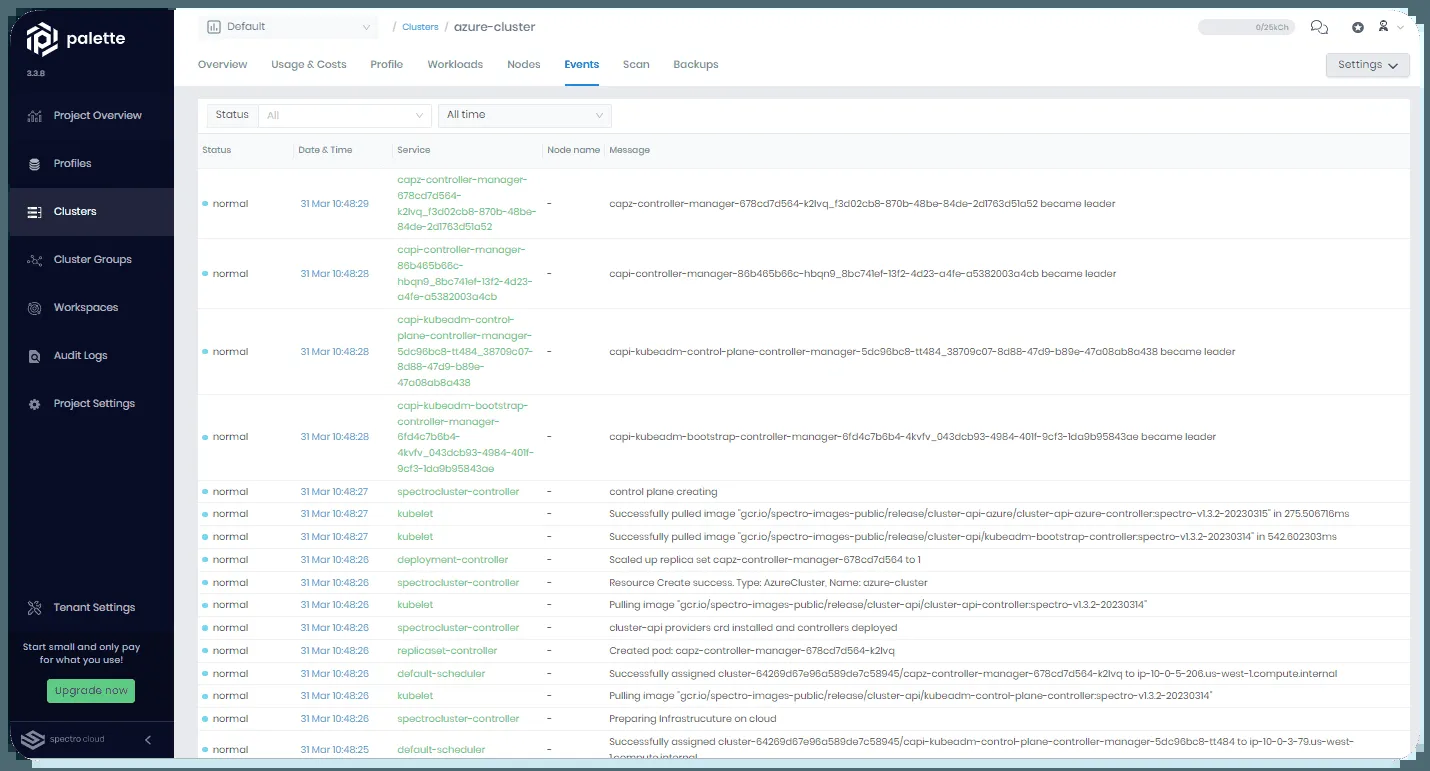 palette
3.3.8
Project Overview
Profiles
Clusters
Cluster Groups
Workspaces
Audit Logs
Project Settings
Tenant Settings
Start small and only pay
for what you use!
Upgrade now
spectro cloud
Default
/ Clusters / azure-cluster
0/25kCh
Overview Usage & Costs Profile Workloads Nodes Events Scan Backups
Settings
Status All All time
Status Date & Time Service Node name Message
capz-controller-manager-
678cd7d564-
normal 31 Mar 10:48:29 k2lvq_f3d02cb8-870b-48be- - capz-controller-manager-678cd7d564-k2lvq_f3d02cb8-870b-48be-84de-2d1763d51a52 became leader
84de-2d1763d51a52
capi-controller-manager-
86b465b66c-
normal 31 Mar 10:48:28 hbqn9_8bc741ef-13f2-4d23- - capi-controller-manager-86b465b66c-hbqn9_8bc741ef-13f2-4d23-a4fe-a5382003a4cb became leader
a4fe-a5382003a4cb
capi-kubeadm-control-
plane-controller-manager-
normal 31 Mar 10:48:28 5dc96bc8-tt484_38709c07- - capi-kubeadm-control-plane-controller-manager-5dc96bc8-tt484_38709c07-8d88-47d9-b89e-47a08ab8a438 became leader
8d88-47d9-b89e-
47a08ab8a438
capi-kubeadm-bootstrap-
controller-manager-
normal 31 Mar 10:48:28 6fd4c7b6b4- - capi-kubeadm-bootstrap-controller-manager-6fd4c7b6b4-4kvfv_043dcb93-4984-401f-9cf3-1da9b95843ae became leader
4kvfv_043dcb93-4984-401f-
9cf3-1da9b95843ae
normal 31 Mar 10:48:27 spectrocluster-controller - control plane creating
normal 31 Mar 10:48:27 kubelet - Successfully pulled image "gcr.io/spectro-images-public/release/cluster-api-azure/cluster-api-azure-controller:spectro-v1.3.2-20230315" in 275.506716ms
normal 31 Mar 10:48:27 kubelet - Successfully pulled image "gcr.io/spectro-images-public/release/cluster-api/kubeadm-bootstrap-controller:spectro-v1.3.2-20230314" in 542.602303ms
normal 31 Mar 10:48:26 deployment-controller - Scaled up replica set capz-controller-manager-678cd7d564 to 1
normal 31 Mar 10:48:26 spectrocluster-controller - Resource Create success. Type: AzureCluster, Name: azure-cluster
normal 31 Mar 10:48:26 kubelet - Pulling image "gcr.io/spectro-images-public/release/cluster-api/cluster-api-controller:spectro-v1.3.2-20230314"
normal 31 Mar 10:48:26 spectrocluster-controller - cluster-api providers crd installed and controllers deployed
normal 31 Mar 10:48:26 replicaset-controller - Created pod: capz-controller-manager-678cd7d564-k2lvq
normal 31 Mar 10:48:26 default-scheduler - Successfully assigned cluster-64269d67e96a589de7c58945/capz-controller-manager-678cd7d564-k2lvq to ip-10-0-5-206.us-west-1.compute.internal
normal 31 Mar 10:48:26 kubelet - Pulling image "gcr.io/spectro-images-public/release/cluster-api/kubeadm-control-plane-controller:spectro-v1.3.2-20230314"
normal 31 Mar 10:48:26 spectrocluster-controller - Preparing Infrastrucuture on cloud
normal 31 Mar 10:48:25 default-scheduler - Successfully assigned cluster-64269d67e96a589de7c58945/capi-kubeadm-control-plane-controller-manager-5dc96bc8-tt484 to ip-10-0-3-79.us-west-
1.compute.internal